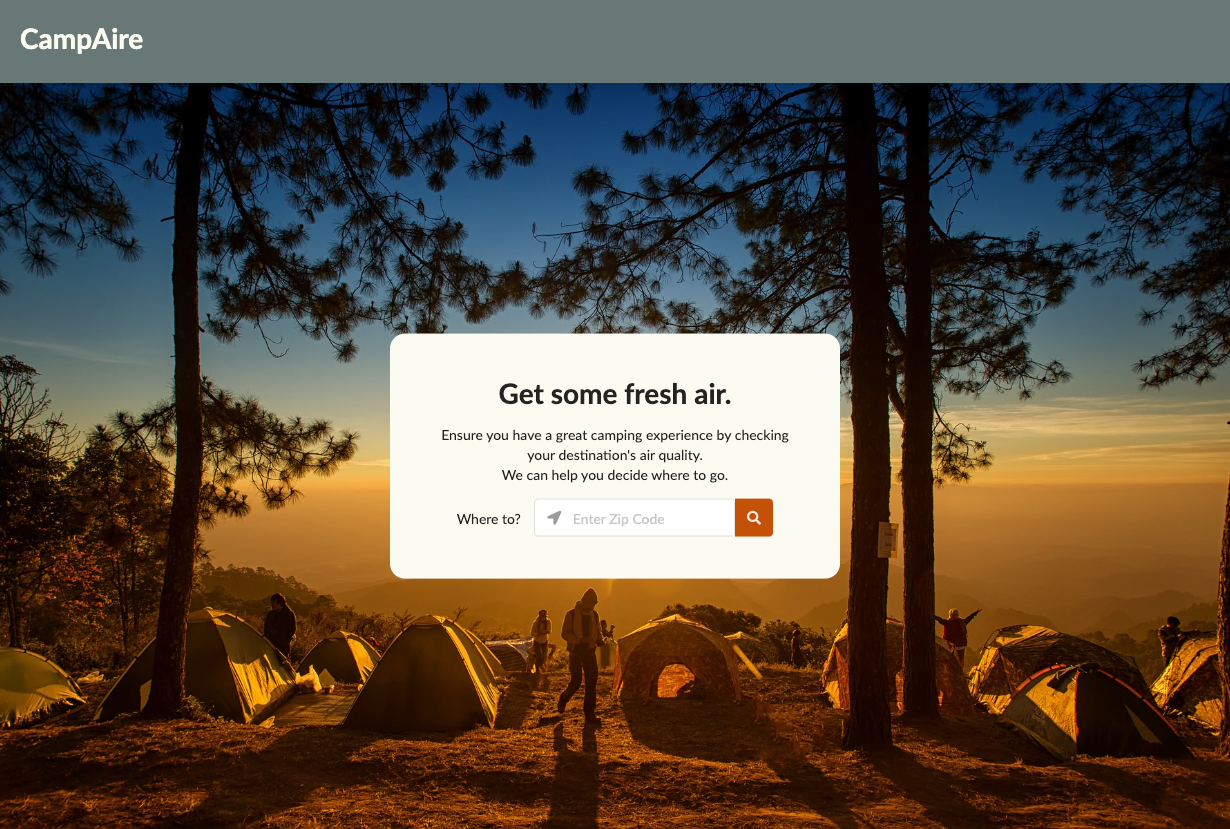 CampAire
Get some fresh air.
Ensure you have a great camping experience by checking
your destination's air quality.
We can help you decide where to go.
Where to? Enter Zip Code